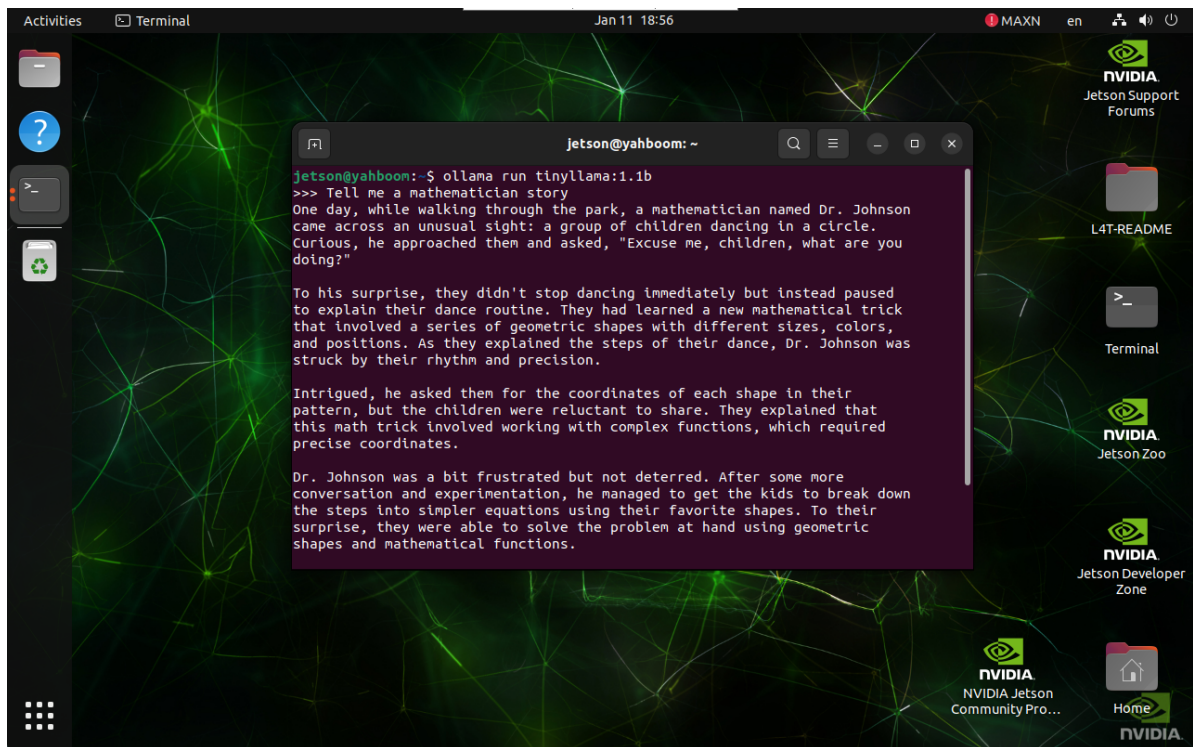 Activities
Terminal
Jan 11 18:56
MAXN
en
NVIDIA.
Jetson Support
Forums
jetson@yahboom: ~
jetson@yahboom:~$ ollama run tinyllama:1.1b
>>> Tell me a mathematician story
One day, while walking through the park, a mathematician named Dr. Johnson
came across an unusual sight: a group of children dancing in a circle.
Curious, he approached them and asked, "Excuse me, children, what are you
doing?"
To his surprise, they didn't stop dancing immediately but instead paused
to explain their dance routine. They had learned a new mathematical trick
that involved a series of geometric shapes with different sizes, colors,
and positions. As they explained the steps of their dance, Dr. Johnson was
struck by their rhythm and precision.
Intrigued, he asked them for the coordinates of each shape in their
pattern, but the children were reluctant to share. They explained that
this math trick involved working with complex functions, which required
precise coordinates.
Dr. Johnson was a bit frustrated but not deterred. After some more
conversation and experimentation, he managed to get the kids to break down
the steps into simpler equations using their favorite shapes. To their
surprise, they were able to solve the problem at hand using geometric
shapes and mathematical functions.
L4T-README
>_
Terminal
NVIDIA.
Jetson Zoo
NVIDIA.
Jetson Developer
Zone
NVIDIA.
NVIDIA Jetson
Community Pro…
Home
NVIDIA.